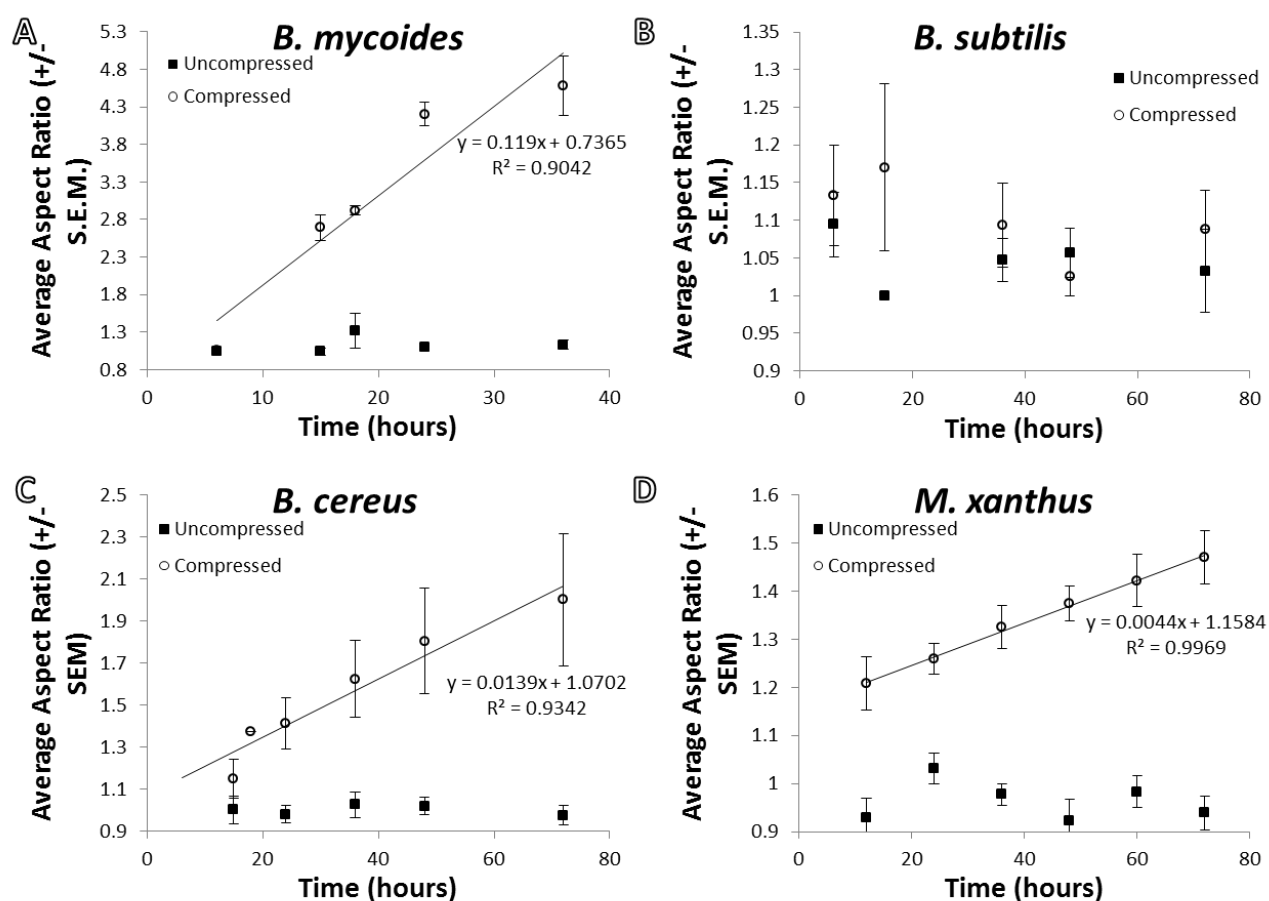 A
B. mycoides
Average Aspect Ratio (+/-
S.E.M.)
5.3
4.8
4.3
3.8
3.3
2.8
2.3
1.8
1.3
0.8
Uncompressed
Compressed
y = 0.119x + 0.7365
R² = 0.9042
0 10 20 30 40
Time (hours)
B
B. subtilis
Average Aspect Ratio (+/-
S.E.M.)
1.35
1.3
1.25
1.2
1.15
1.1
1.05
1
0.95
0.9
Uncompressed
Compressed
0 20 40 60 80
Time (hours)
C
B. cereus
Average Aspect Ratio (+/-
SEM)
2.5
2.3
2.1
1.9
1.7
1.5
1.3
1.1
0.9
Uncompressed
Compressed
y = 0.0139x + 1.0702
R² = 0.9342
0 20 40 60 80
Time (hours)
D
M. xanthus
Average Aspect Ratio (+/-
SEM)
1.6
1.5
1.4
1.3
1.2
1.1
1
0.9
Uncompressed
Compressed
y = 0.0044x + 1.1584
R² = 0.9969
0 20 40 60 80
Time (hours)